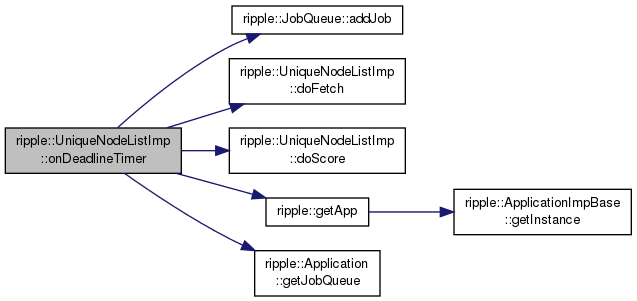 ripple::JobQueue::addJob
ripple::UniqueNodeListImp
::doFetch
ripple::UniqueNodeListImp
::onDeadlineTimer
ripple::UniqueNodeListImp
::doScore
ripple::getApp
ripple::ApplicationImpBase
::getInstance
ripple::Application
::getJobQueue